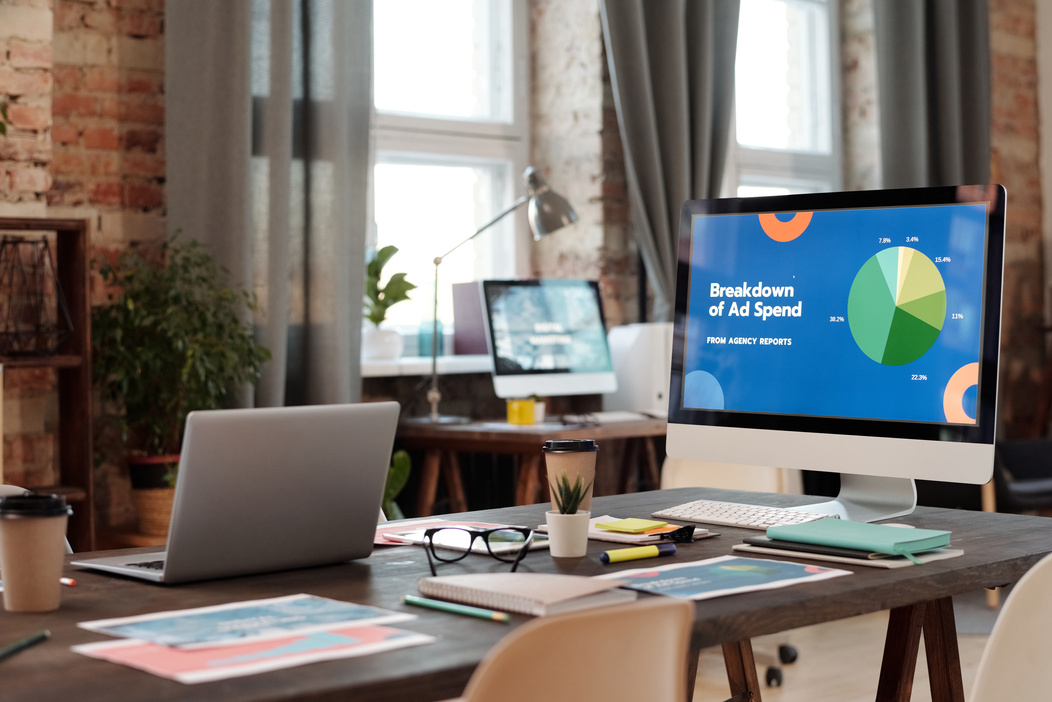 Breakdown
of Ad Spend
FROM AGENCY REPORTS
7.8%
3.4%
15.4%
38.2%
11%
22.3%